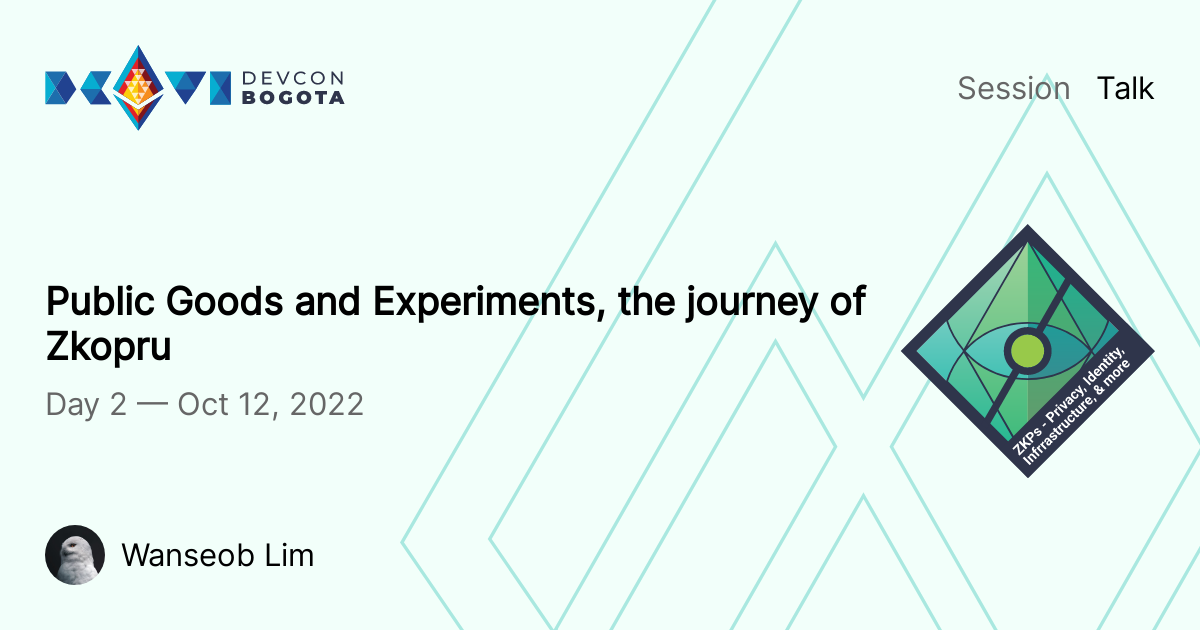 DEVCON
BOGOTA
Session Talk
Public Goods and Experiments, the journey of
Zkopru
Day 2 — Oct 12, 2022
ZKPs - Privacy, Identity,
Infrrastructure, & more
Wanseob Lim